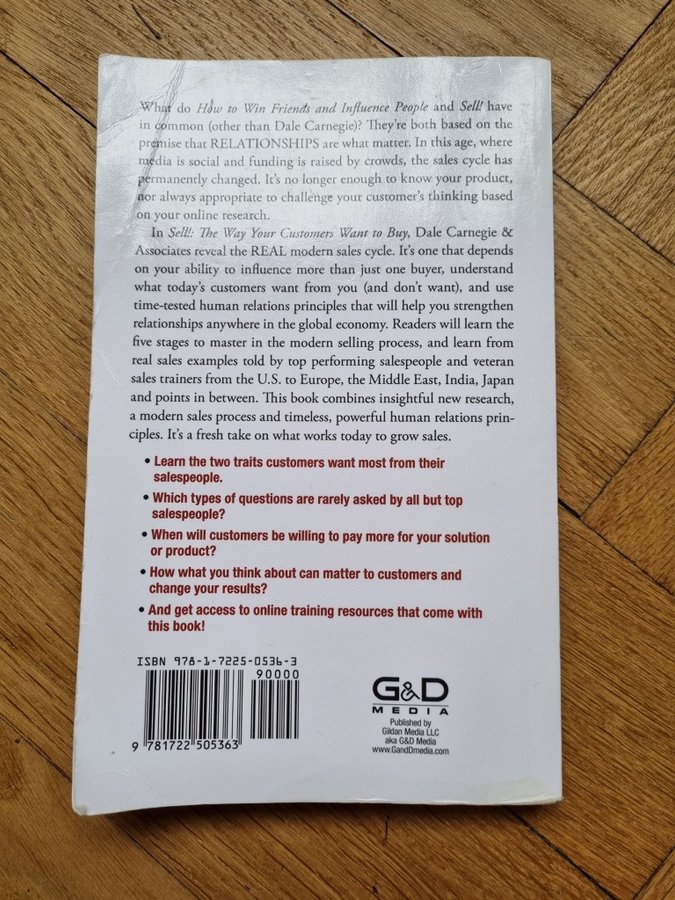 What do How to Win Friends and Influence People and Sell! have
in common (other than Dale Carnegie)? They're both based on the
premise that RELATIONSHIPS are what matter. In this age, where
media is social and funding is raised by crowds, the sales cycle has
permanently changed. It's no longer enough to know your product,
nor always appropriate to challenge your customer's thinking based
on your online research.
In Sell!: The Way Your Customers Want to Buy, Dale Carnegie &
Associates reveal the REAL modern sales cycle. It's one that depends
on your ability to influence more than just one buyer, understand
what today's customers want from you (and don't want), and use
time-tested human relations principles that will help you strengthen
relationships anywhere in the global economy. Readers will learn the
five stages to master in the modern selling process, and learn from
real sales examples told by top performing salespeople and veteran
sales trainers from the U.S. to Europe, the Middle East, India, Japan
and points in between. This book combines insightful new research,
a modern sales process and timeless, powerful human relations prin-
ciples. It's a fresh take on what works today to grow sales.
• Learn the two traits customers want most from their
salespeople.
• Which types of questions are rarely asked by all but top
salespeople?
• When will customers be willing to pay more for your solution
or product?
• How what you think about can matter to customers and
change your results?
• And get access to online training resources that come with
this book!
ISBN 978-1-7225-0536-3
90000
9 781722 505363
G&D
MEDIA
Published by
Gildan Media LLC
aka G&D Media
www.GandDmedia.com